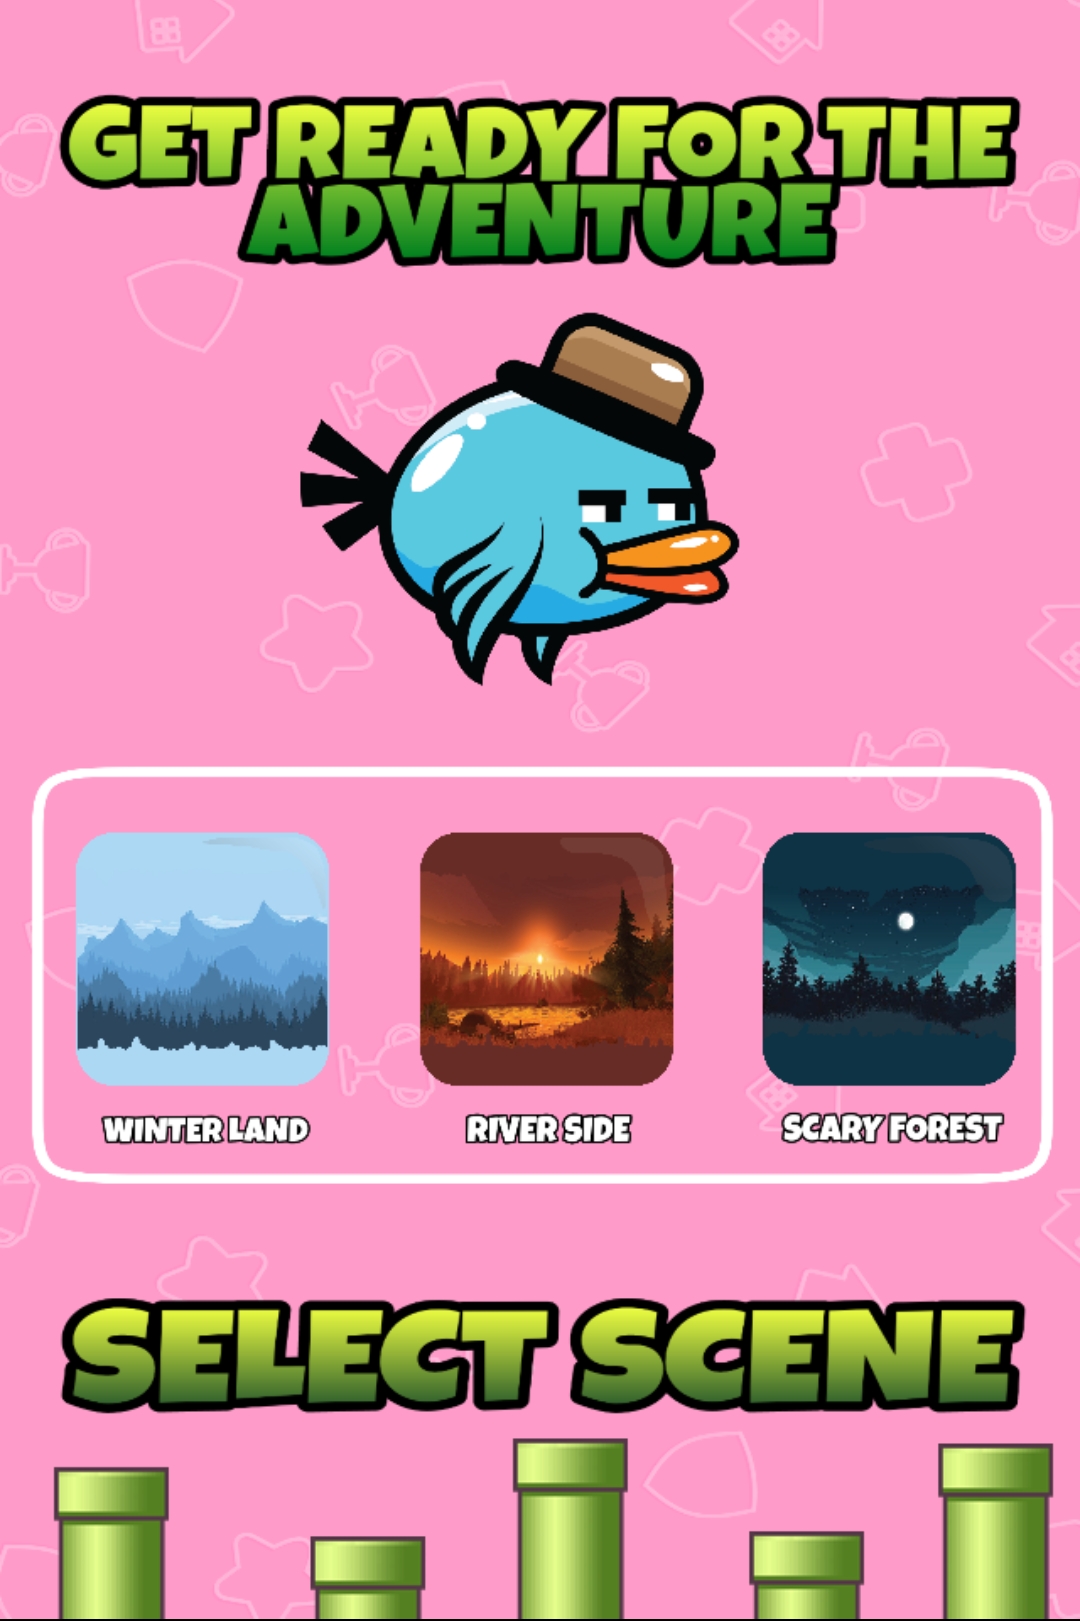 GET READY FOR THE
ADVENTURE
WINTER LAND
RIVER SIDE
SCARY FOREST
SELECT SCENE